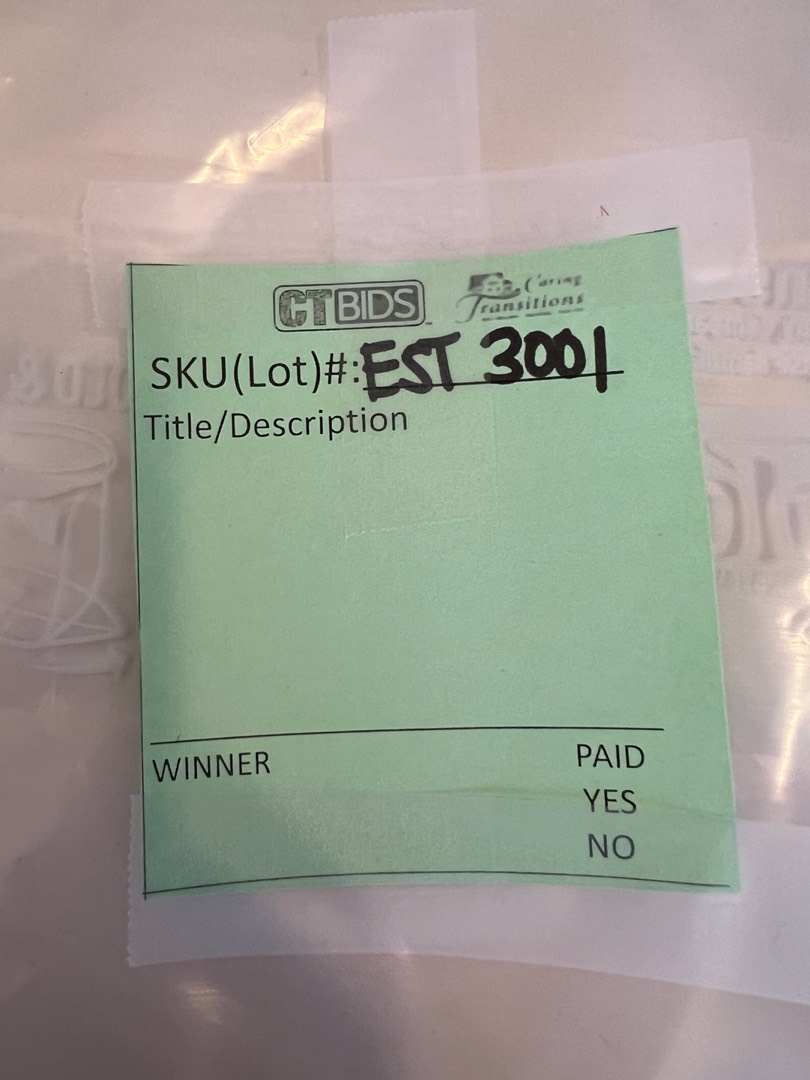 CTBIDS Caring
Transitions
SKU(Lot)#: EST 3001
Title/Description
WINNER PAID
YES
NO